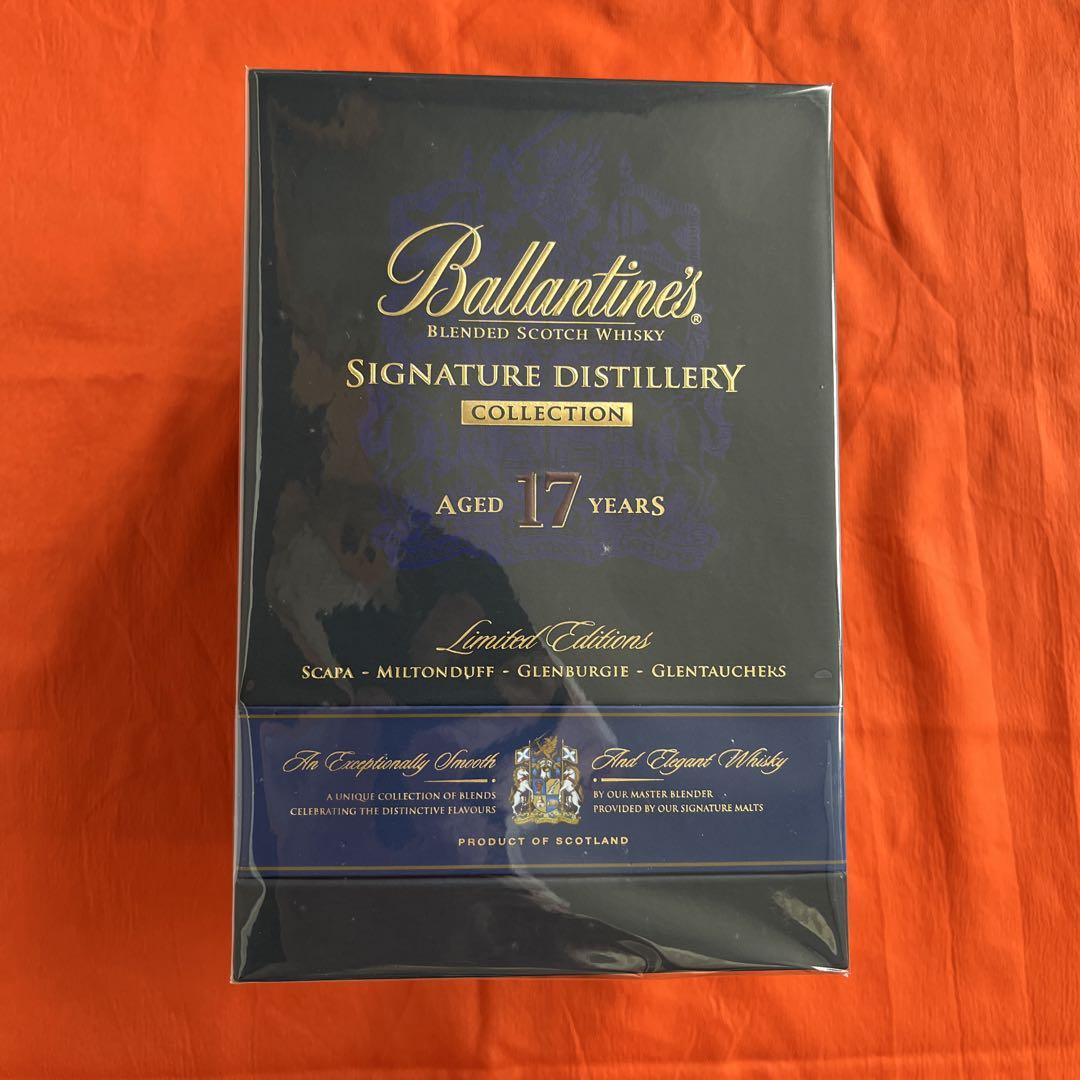 Ballantine's®
BLENDED SCOTCH WHISKY
SIGNATURE DISTILLERY
COLLECTION
AGED 17 YEARS
Limited Editions
SCAPA - MILTONDUFF - GLENBURGIE - GLENTAUCHERS
An Exceptionally Smooth And Elegant Whisky
A UNIQUE COLLECTION OF BLENDS BY OUR MASTER BLENDER
CELEBRATING THE DISTINCTIVE FLAVOURS PROVIDED BY OUR SIGNATURE MALTS
PRODUCT OF SCOTLAND